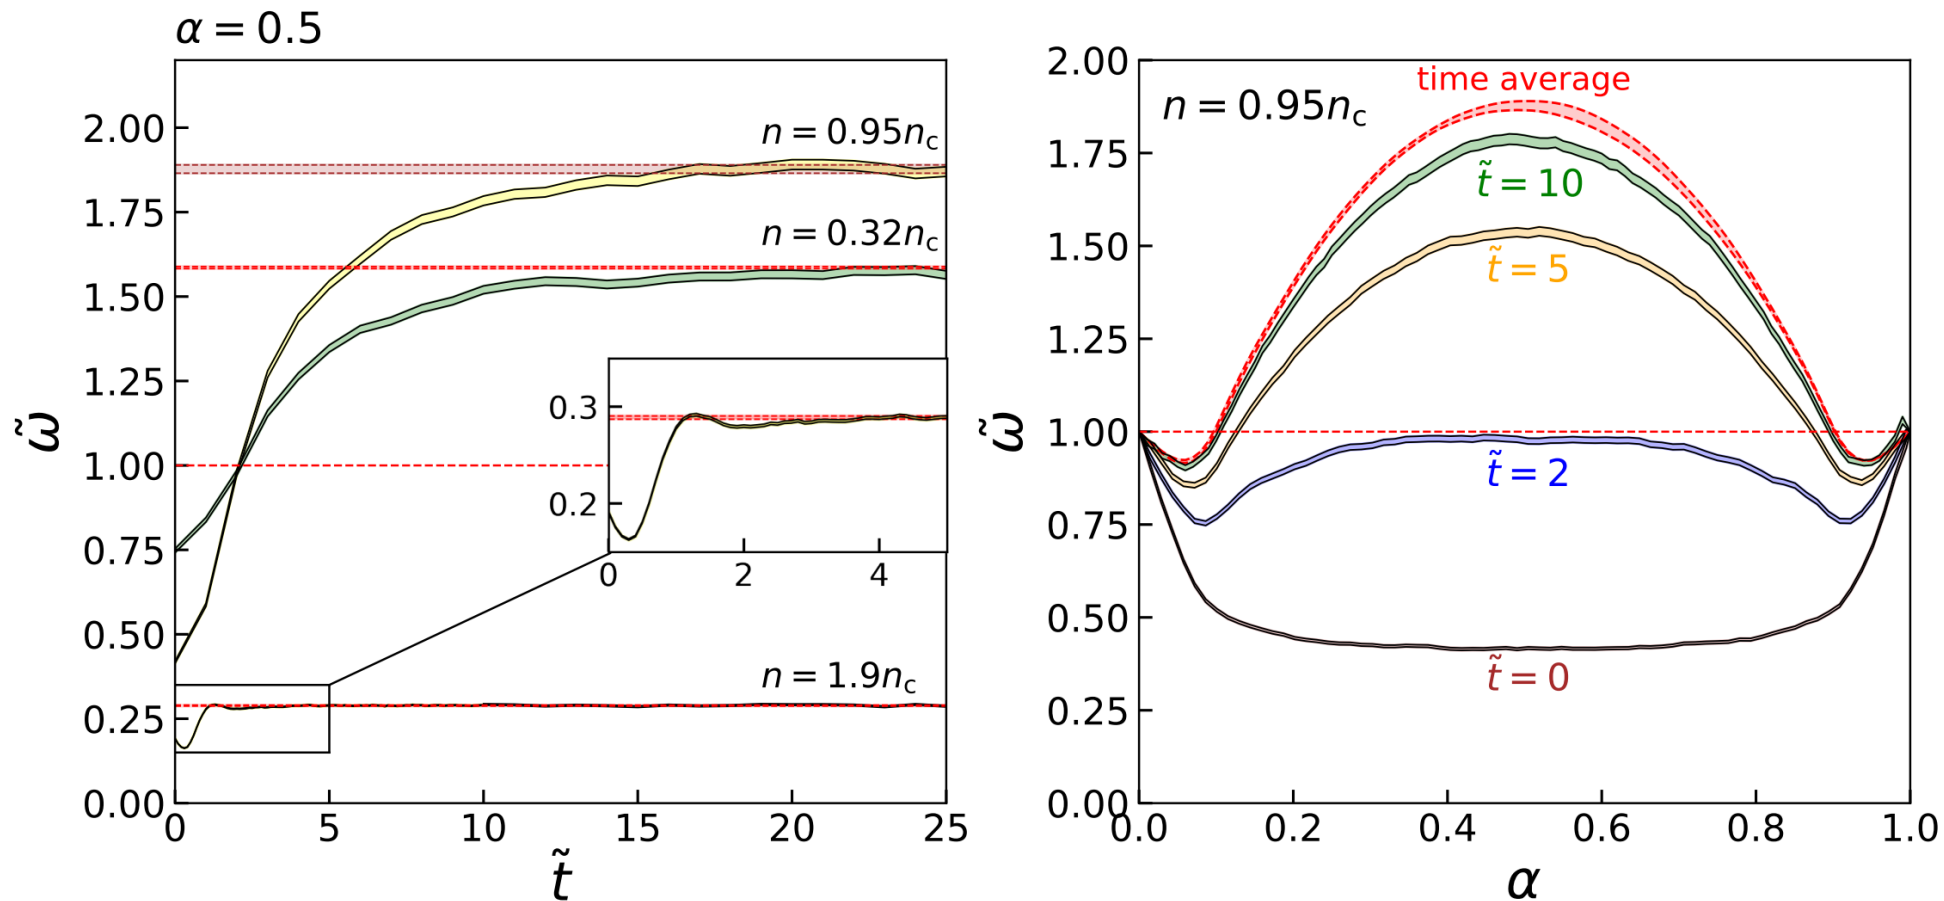 α = 0.5
2.00
1.75
1.50
1.25
1.00
0.75
0.50
0.25
0.00
ω̃
n = 0.95n_c
n = 0.32n_c
0.3
0.2
0 2 4
n = 1.9n_c
0 5 10 15 20 25
t̃
2.00
1.75
1.50
1.25
1.00
0.75
0.50
0.25
0.00
ω̃
time average
n = 0.95n_c
t̃ = 10
t̃ = 5
t̃ = 2
t̃ = 0
0.0 0.2 0.4 0.6 0.8 1.0
α